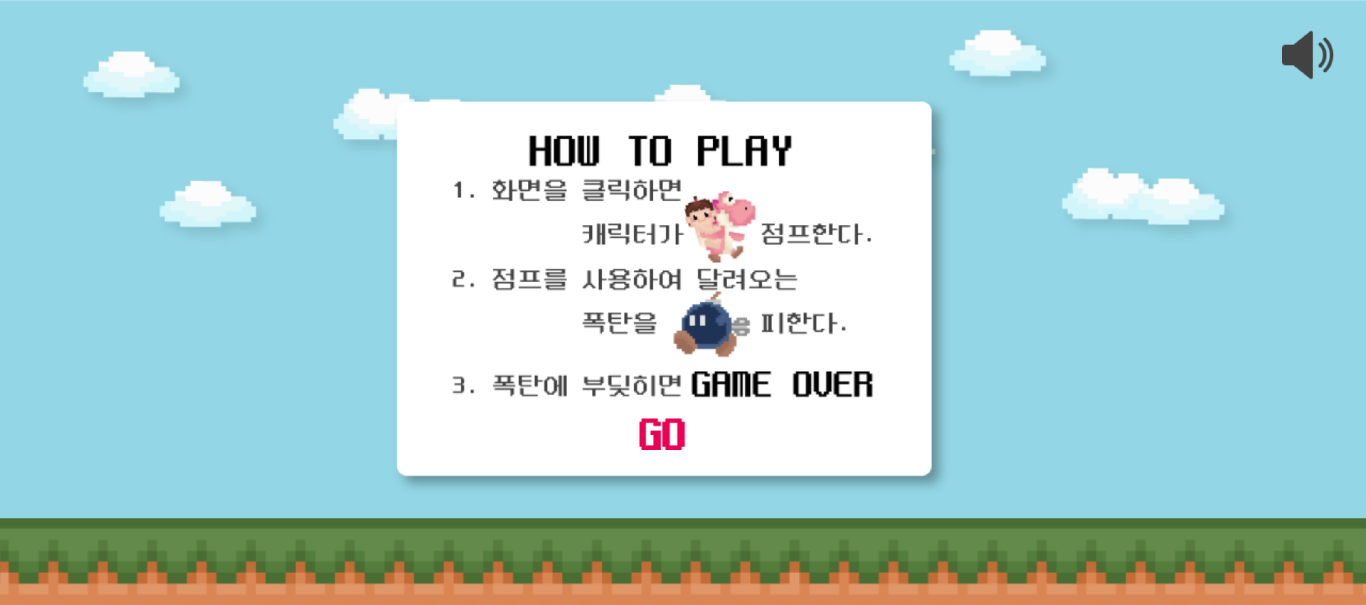 HOW TO PLAY
1. 화면을 클릭하면
캐릭터가 점프한다.
2. 점프를 사용하여 달려오는
폭탄을 피한다.
3. 폭탄에 부딪히면 GAME OVER
GO